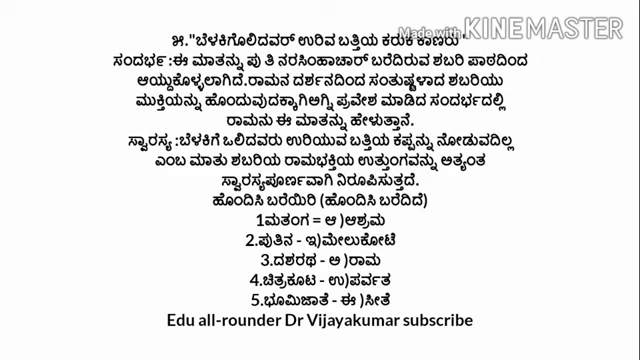 ೫."ಬೆಳಕಿಗೊಲಿದವರ್ ಉರಿವ ಬತ್ತಿಯ ಕರುಕ ಕಾಣರು"
Made with KINEMASTER
ಸಂದರ್ಭ :ಈ ಮಾತನ್ನು ಪು ತಿ ನರಸಿಂಹಾಚಾರ್ ಬರೆದಿರುವ ಶಬರಿ ಪಾಠದಿಂದ
ಆಯ್ದುಕೊಳ್ಳಲಾಗಿದೆ.ರಾಮನ ದರ್ಶನದಿಂದ ಸಂತುಷ್ಟಳಾದ ಶಬರಿಯು
ಮುಕ್ತಿಯನ್ನು ಹೊಂದುವುದಕ್ಕಾಗಿಅಗ್ನಿ ಪ್ರವೇಶ ಮಾಡಿದ ಸಂದರ್ಭದಲ್ಲಿ
ರಾಮನು ಈ ಮಾತನ್ನು ಹೇಳುತ್ತಾನೆ.
ಸ್ವಾರಸ್ಯ :ಬೆಳಕಿಗೆ ಒಲಿದವರು ಉರಿಯುವ ಬತ್ತಿಯ ಕಪ್ಪನ್ನು ನೋಡುವದಿಲ್ಲ
ಎಂಬ ಮಾತು ಶಬರಿಯ ರಾಮಭಕ್ತಿಯ ಉತ್ತುಂಗವನ್ನು ಅತ್ಯಂತ
ಸ್ವಾರಸ್ಯಪೂರ್ಣವಾಗಿ ನಿರೂಪಿಸುತ್ತದೆ.
ಹೊಂದಿಸಿ ಬರೆಯಿರಿ (ಹೊಂದಿಸಿ ಬರೆದಿದೆ)
1ಮತಂಗ = ಆ )ಆಶ್ರಮ
2.ಪುತಿನ - ಇ)ಮೇಲುಕೋಟೆ
3.ದಶರಥ - ಅ )ರಾಮ
4.ಚಿತ್ರಕೂಟ - ಉ)ಪರ್ವತ
5.ಭೂಮಿಜಾತೆ - ಈ )ಸೀತೆ
Edu all-rounder Dr Vijayakumar subscribe